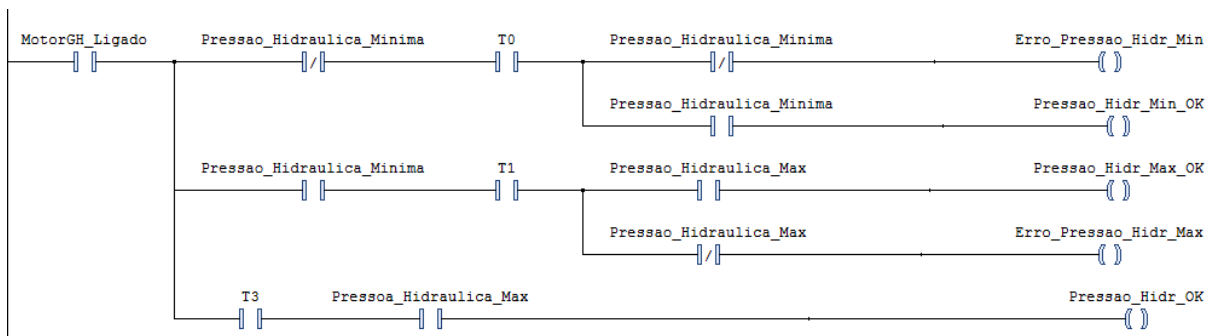 MotorGH_Ligado Pressao_Hidraulica_Minima T0 Pressao_Hidraulica_Minima Erro_Pressao_Hidr_Min
Pressao_Hidraulica_Minima Pressao_Hidr_Min_OK
Pressao_Hidraulica_Minima T1 Pressao_Hidraulica_Max Pressao_Hidr_Max_OK
Pressao_Hidraulica_Max Erro_Pressao_Hidr_Max
T3 Pressoa_Hidraulica_Max Pressao_Hidr_OK